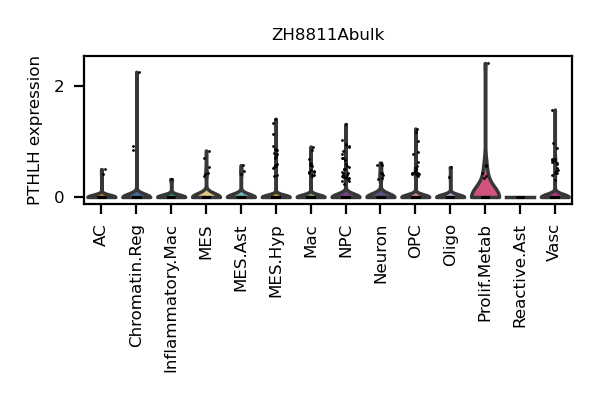 ZH8811Abulk
PTHLH expression
2
0
AC
Chromatin.Reg
Inflammatory.Mac
MES
MES.Ast
MES.Hyp
Mac
NPC
Neuron
OPC
Oligo
Prolif.Metab
Reactive.Ast
Vasc